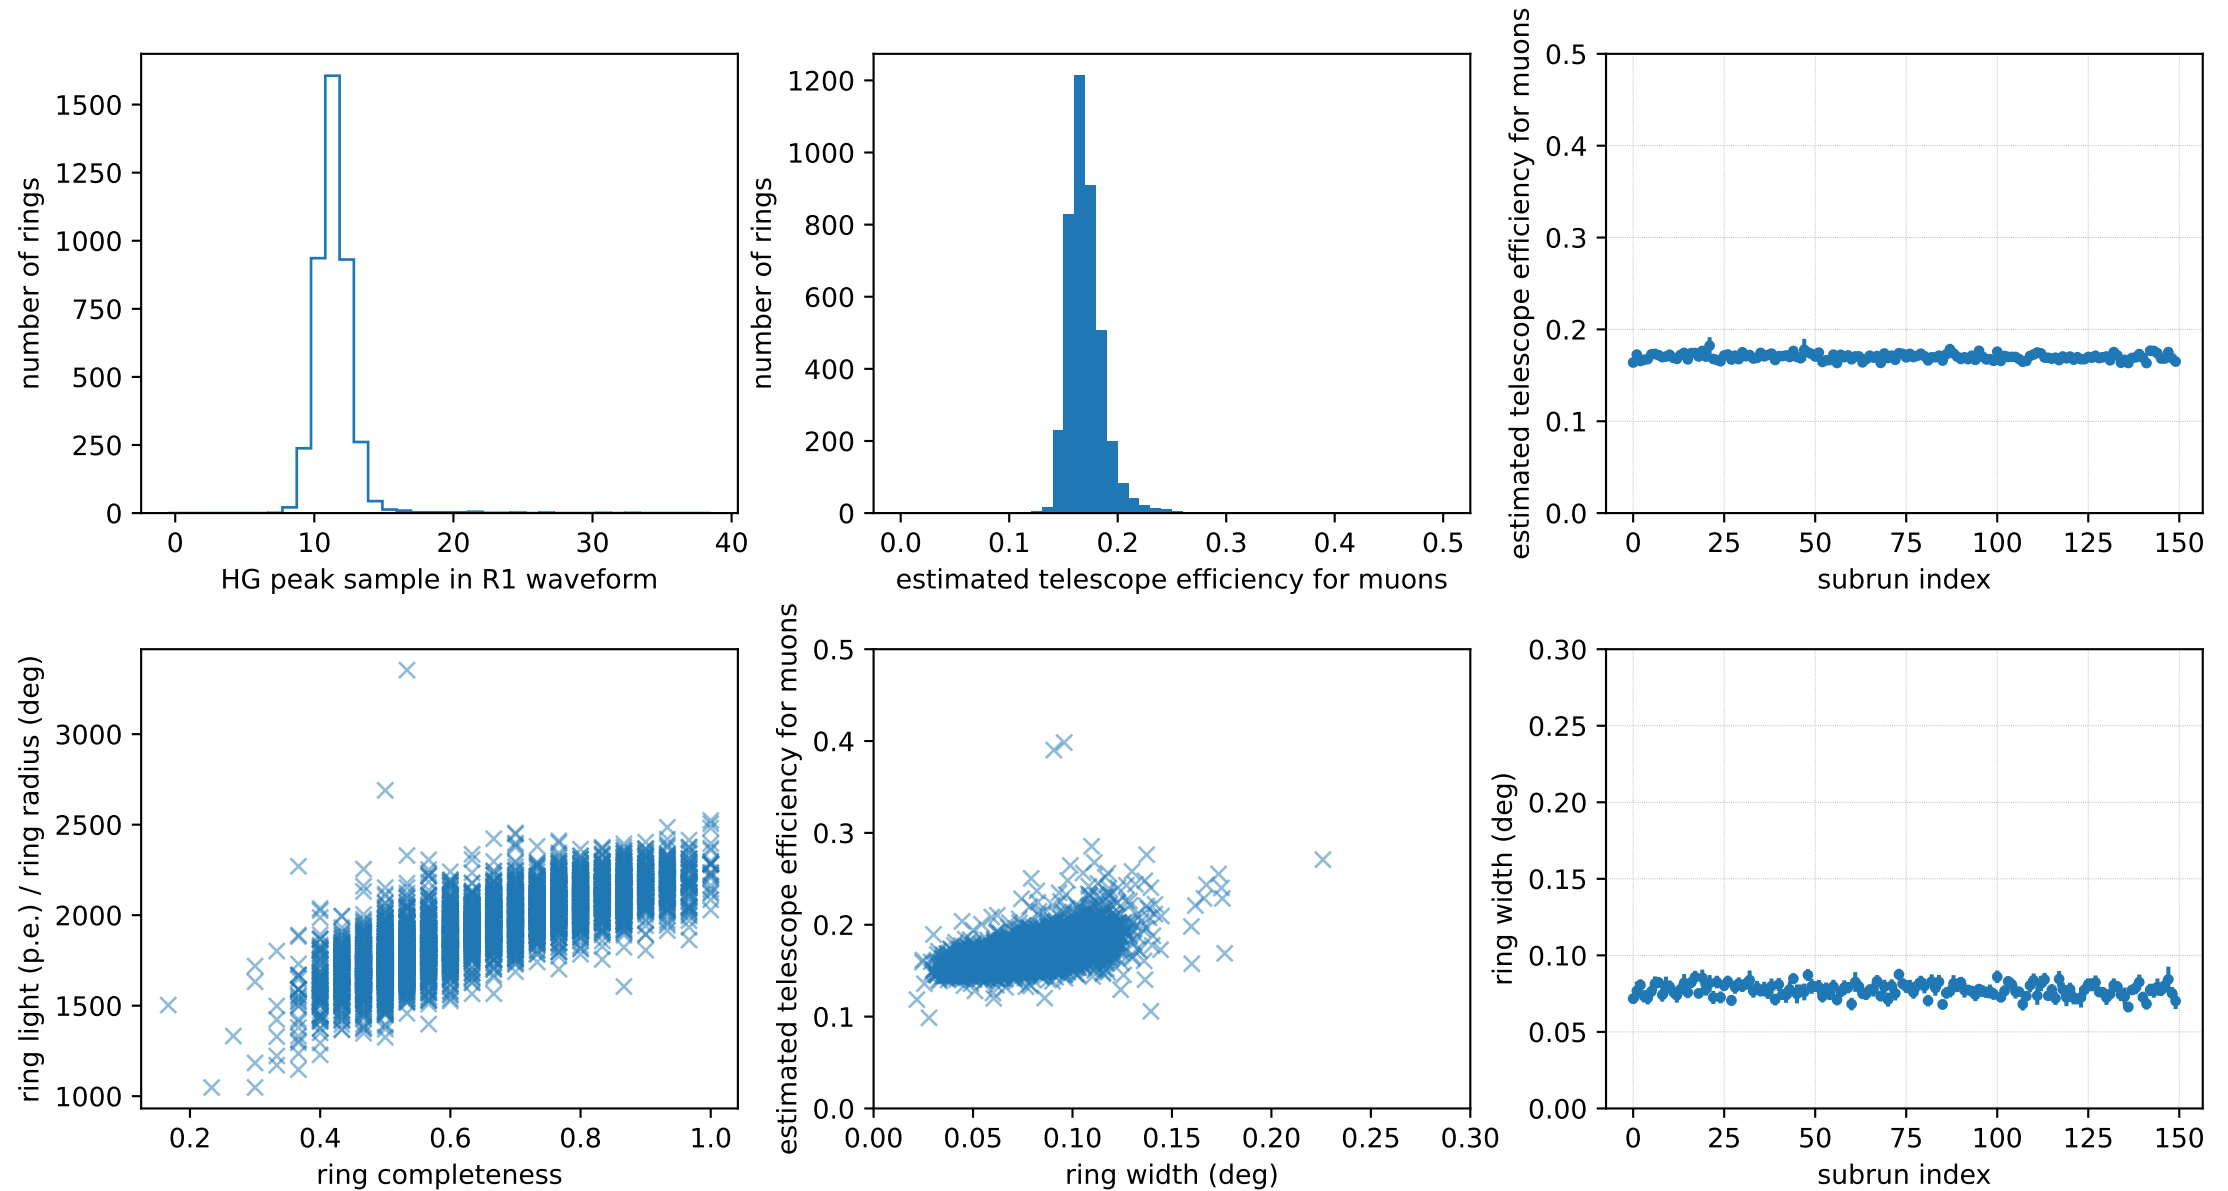 number of rings
1500
1250
1000
750
500
250
0
0 10 20 30 40
HG peak sample in R1 waveform
number of rings
1200
1000
800
600
400
200
0
0.0 0.1 0.2 0.3 0.4 0.5
estimated telescope efficiency for muons
estimated telescope efficiency for muons
0.5
0.4
0.3
0.2
0.1
0.0
0 25 50 75 100 125 150
subrun index
ring light (p.e.) / ring radius (deg)
3000
2500
2000
1500
1000
0.2 0.4 0.6 0.8 1.0
ring completeness
estimated telescope efficiency for muons
0.5
0.4
0.3
0.2
0.1
0.0
0.00 0.05 0.10 0.15 0.20 0.25 0.30
ring width (deg)
ring width (deg)
0.30
0.25
0.20
0.15
0.10
0.05
0.00
0 25 50 75 100 125 150
subrun index